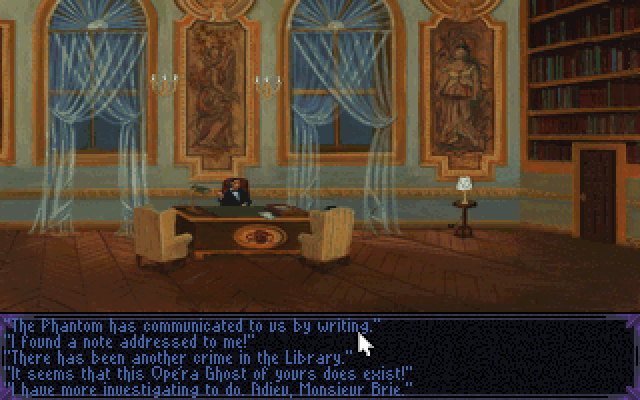 "The Phantom has communicated to us by writing."
"I found a note addressed to me!"
"There has been another crime in the Library."
"It seems that this Ope'ra Ghost of yours does exist!"
"I have more investigating to do. Adieu, Monsieur Brie."